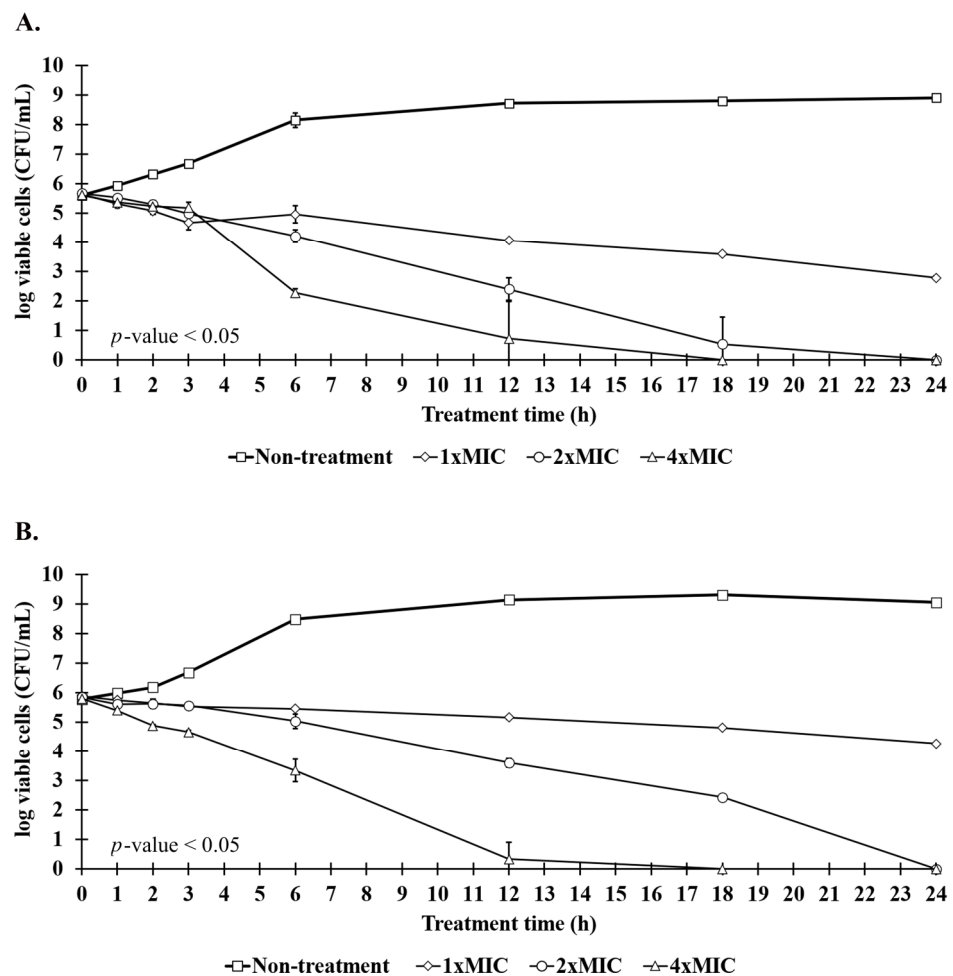 A.
log viable cells (CFU/mL)
10
9
8
7
6
5
4
3
2
1
0
p-value < 0.05
0 1 2 3 4 5 6 7 8 9 10 11 12 13 14 15 16 17 18 19 20 21 22 23 24
Treatment time (h)
Non-treatment 1xMIC 2xMIC 4xMIC
B.
log viable cells (CFU/mL)
10
9
8
7
6
5
4
3
2
1
0
p-value < 0.05
0 1 2 3 4 5 6 7 8 9 10 11 12 13 14 15 16 17 18 19 20 21 22 23 24
Treatment time (h)
Non-treatment 1xMIC 2xMIC 4xMIC